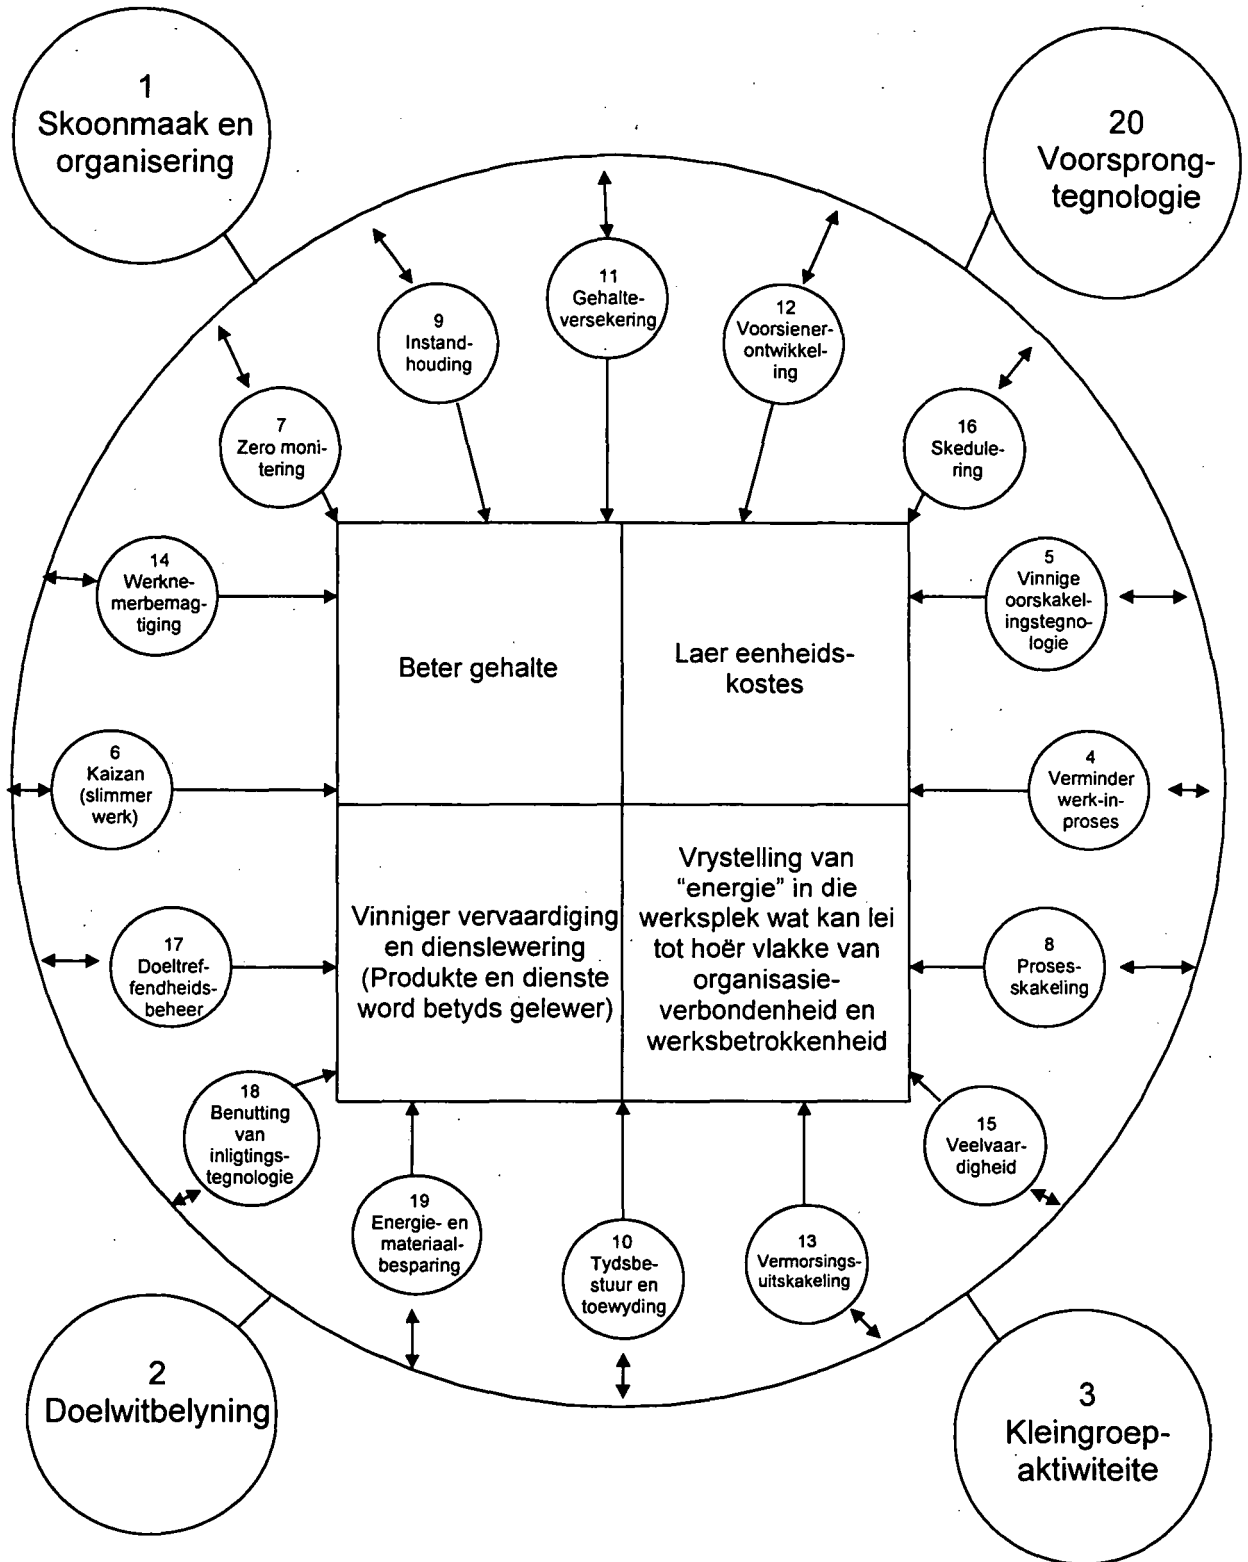 1
Skoonmaak en
organisering
20
Voorsprong-
tegnologie
11
Gehalte-
versekering
12
Voorsiener-
ontwikkel-
ing
9
Instand-
houding
7
Zero moni-
tering
16
Skedule-
ring
14
Werkne-
merbemag-
tiging
5
Vinnige
oorskakel-
ingstegno-
logie
Beter gehalte
Laer eenheids-
kostes
6
Kaizan
(slimmer
werk)
4
Verminder
werk-in-
proses
Vinniger vervaardiging
en dienslewering
(Produkte en dienste
word betyds gelewer)
Vrystelling van
“energie” in die
werksplek wat kan lei
tot hoër vlakke van
organisasie-
verbondenheid en
werksbetrokkenheid
17
Doeltref-
fendheids-
beheer
8
Proses-
skakeling
18
Benutting
van
inligtings-
tegnologie
15
Veelvaar-
digheid
19
Energie- en
materiaal-
besparing
10
Tydsbe-
stuur en
toewyding
13
Vermorsings-
uitskakeling
2
Doelwitbelyning
3
Kleingroep-
aktiwiteite